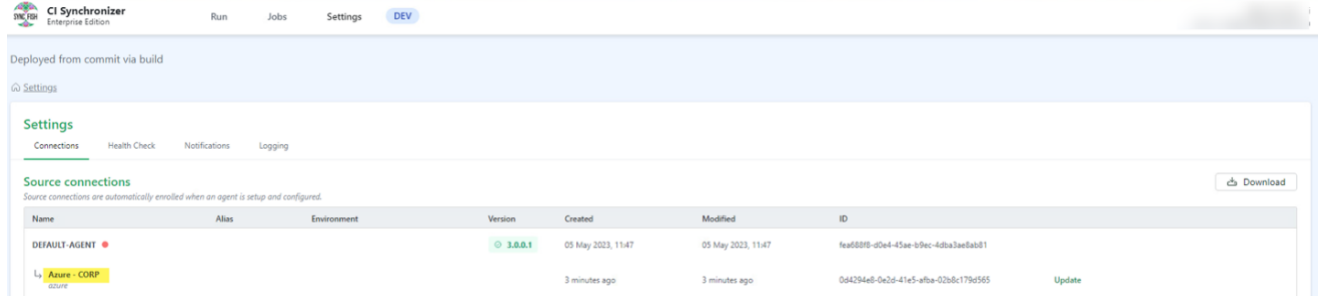 SYNC FISH
CI Synchronizer
Enterprise Edition
Run Jobs Settings DEV
Deployed from commit via build
Settings
Settings
Connections Health Check Notifications Logging
Source connections
Source connections are automatically enrolled when an agent is setup and configured.
Download
Name Alias Environment Version Created Modified ID
DEFAULT-AGENT 3.0.0.1 05 May 2023, 11:47 05 May 2023, 11:47 fea688f8-d0e4-45ae-b9ec-4dba3ae8ab81
Azure - CORP 3 minutes ago 3 minutes ago 0d4294e8-0e2d-41e5-afba-02b8c179d565 Update
azure